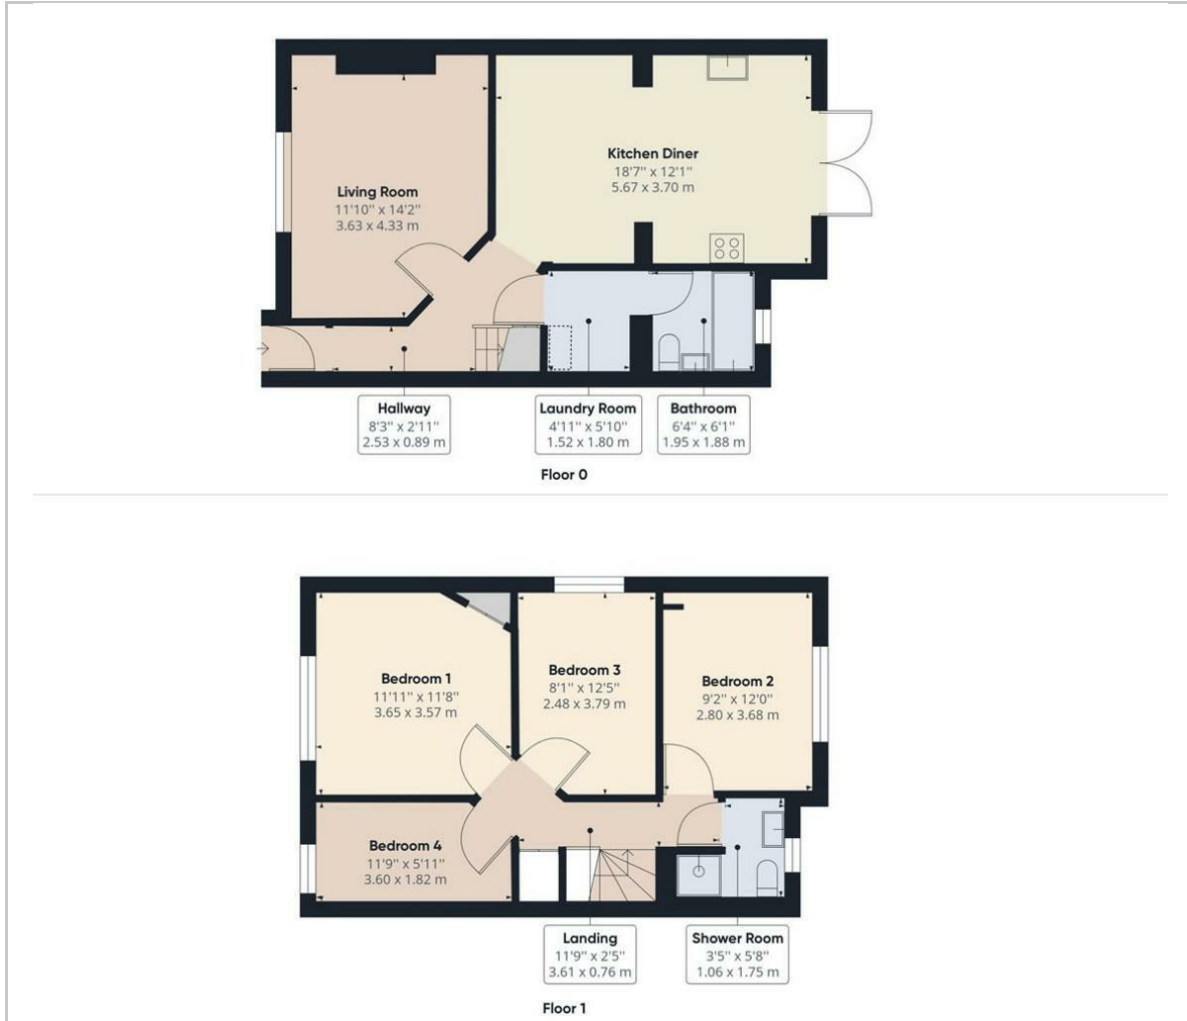 Kitchen Diner
18'7" x 12'1"
5.67 x 3.70 m
Living Room
11'10" x 14'2"
3.63 x 4.33 m
Hallway
8'3" x 2'11"
2.53 x 0.89 m
Laundry Room
4'11" x 5'10"
1.52 x 1.80 m
Bathroom
6'4" x 6'1"
1.95 x 1.88 m
Floor 0
Bedroom 1
11'11" x 11'8"
3.65 x 3.57 m
Bedroom 3
8'1" x 12'5"
2.48 x 3.79 m
Bedroom 2
9'2" x 12'0"
2.80 x 3.68 m
Bedroom 4
11'9" x 5'11"
3.60 x 1.82 m
Landing
11'9" x 2'5"
3.61 x 0.76 m
Shower Room
3'5" x 5'8"
1.06 x 1.75 m
Floor 1